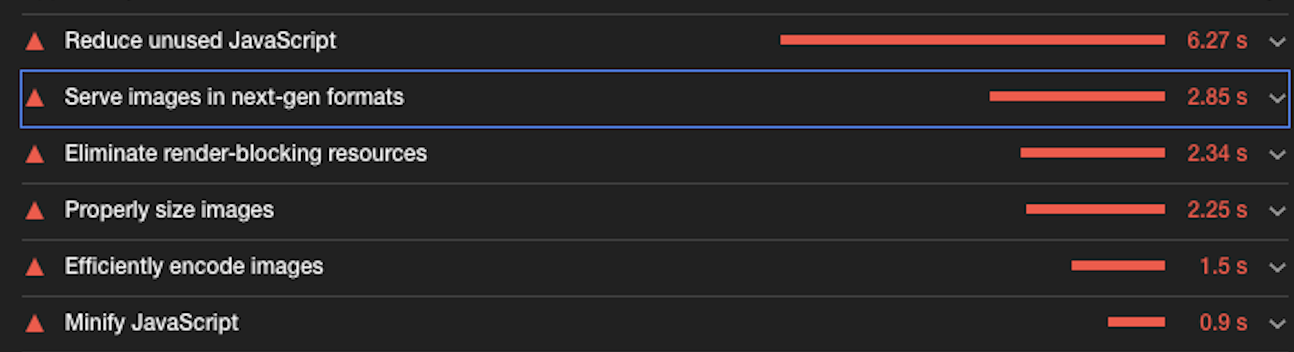 Reduce unused JavaScript 6.27 s
Serve images in next-gen formats 2.85 s
Eliminate render-blocking resources 2.34 s
Properly size images 2.25 s
Efficiently encode images 1.5 s
Minify JavaScript 0.9 s